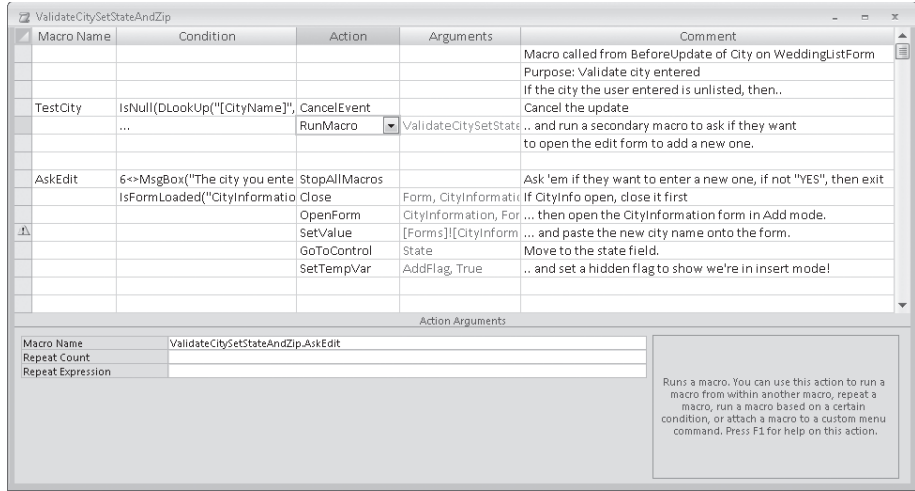 ValidateCitySetStateAndZip
Macro Name Condition Action Arguments Comment
Macro called from BeforeUpdate of City on WeddingListForm
Purpose: Validate city entered
If the city the user entered is unlisted, then..
TestCity IsNull(DLookUp("[CityName]", CancelEvent Cancel the update
... RunMacro ValidateCitySetState .. and run a secondary macro to ask if they want
to open the edit form to add a new one.
AskEdit 6<>MsgBox("The city you ente StopAllMacros Ask 'em if they want to enter a new one, if not "YES", then exit
IsFormLoaded("CityInformatio Close Form, CityInformatio If CityInfo open, close it first
OpenForm CityInformation, For ... then open the CityInformation form in Add mode.
SetValue [Forms]![CityInform ... and paste the new city name onto the form.
GoToControl State Move to the state field.
SetTempVar AddFlag, True .. and set a hidden flag to show we're in insert mode!
Action Arguments
Macro Name ValidateCitySetStateAndZip.AskEdit
Repeat Count
Repeat Expression
Runs a macro. You can use this action to run a
macro from within another macro, repeat a
macro, run a macro based on a certain
condition, or attach a macro to a custom menu
command. Press F1 for help on this action.